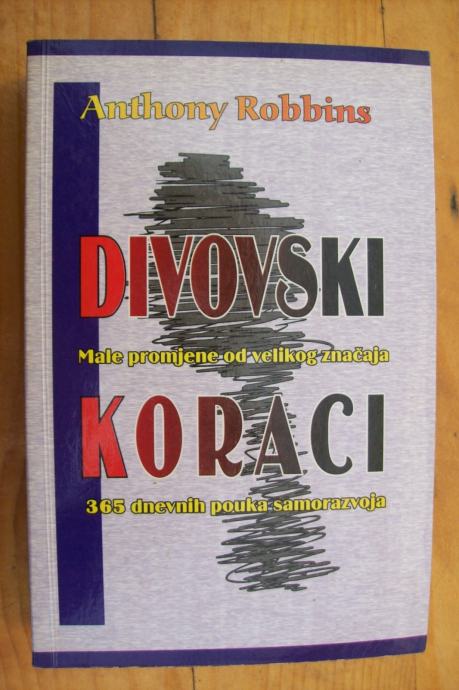 Anthony Robbins
DIVOVSKI
Male promjene od velikog značaja
KORACI
365 dnevnih pouka samorazvoja